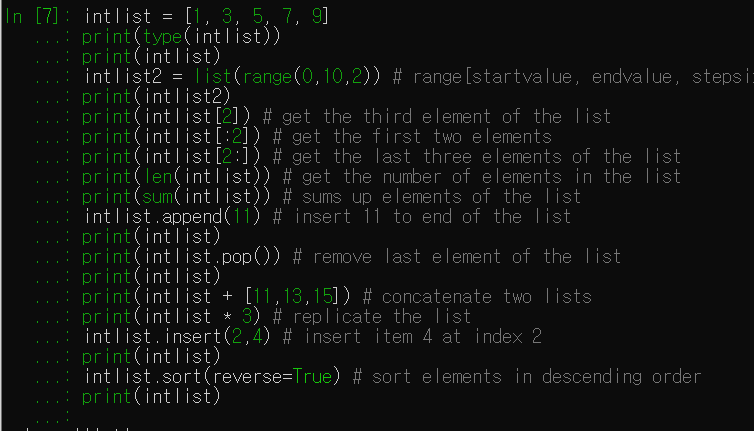 In [7]: intlist = [1, 3, 5, 7, 9]
...: print(type(intlist))
...: print(intlist)
...: intlist2 = list(range(0,10,2)) # range[startvalue, endvalue, stepsi
...: print(intlist2)
...: print(intlist[2]) # get the third element of the list
...: print(intlist[:2]) # get the first two elements
...: print(intlist[2:]) # get the last three elements of the list
...: print(len(intlist)) # get the number of elements in the list
...: print(sum(intlist)) # sums up elements of the list
...: intlist.append(11) # insert 11 to end of the list
...: print(intlist)
...: print(intlist.pop()) # remove last element of the list
...: print(intlist)
...: print(intlist + [11,13,15]) # concatenate two lists
...: print(intlist * 3) # replicate the list
...: intlist.insert(2,4) # insert item 4 at index 2
...: print(intlist)
...: intlist.sort(reverse=True) # sort elements in descending order
...: print(intlist)
...: